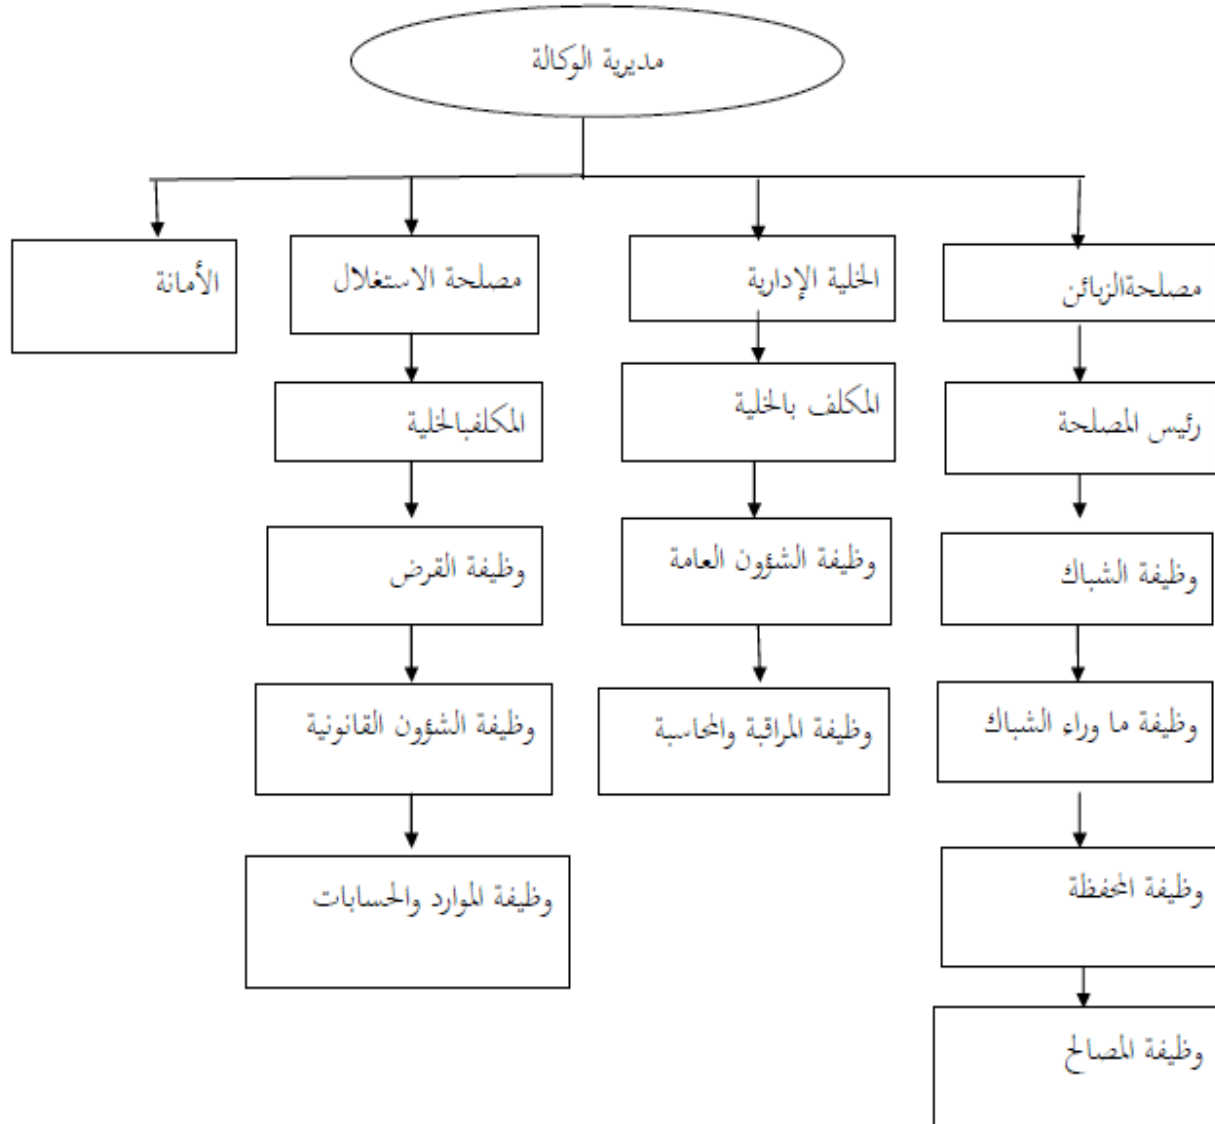 مديرية الوكالة
مصلحةالزبائن
الخلية الإدارية
مصلحة الاستغلال
الأمانة
رئيس المصلحة
المكلف بالخلية
المكلفبالخلية
وظيفة الشباك
وظيفة الشؤون العامة
وظيفة القرض
وظيفة ما وراء الشباك
وظيفة المراقبة والمحاسبة
وظيفة الشؤون القانونية
وظيفة المحفظة
وظيفة الموارد والحسابات
وظيفة المصالح